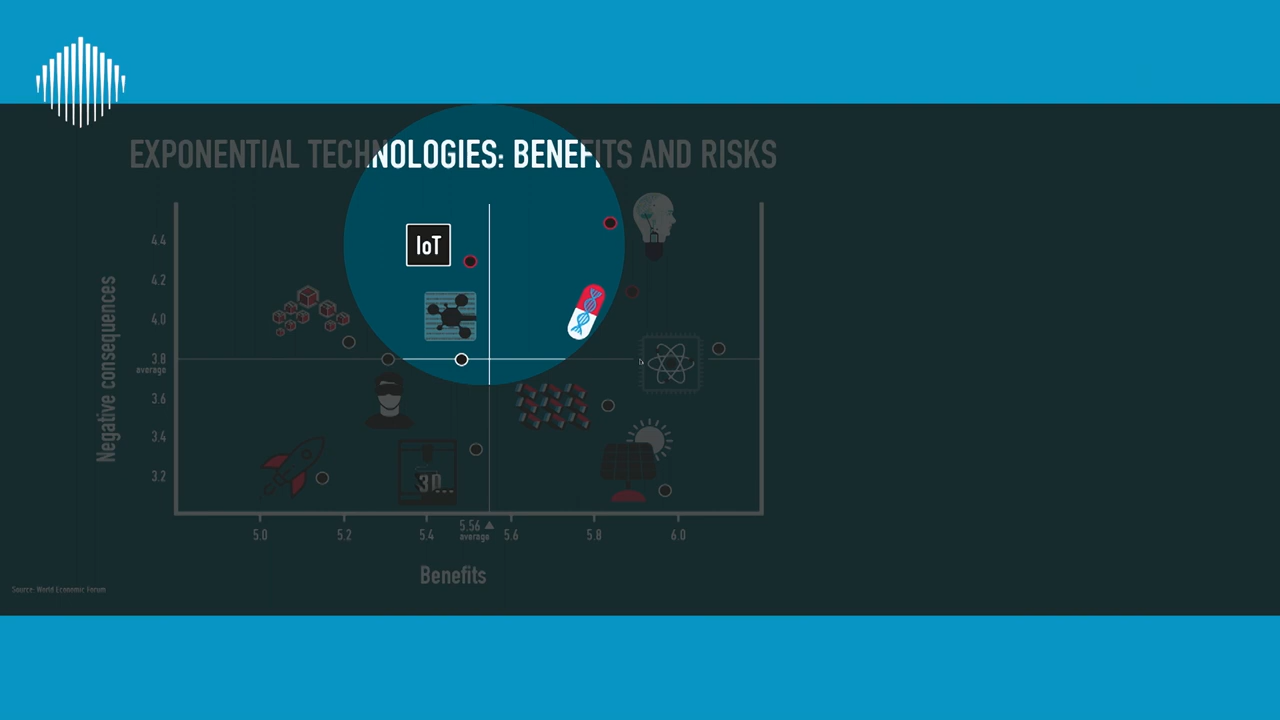 EXPONENTIAL TECHNOLOGIES: BENEFITS AND RISKS
IoT
4.4
4.2
4.0
3.8
average
3.6
3.4
3.2
Negative consequences
3D
5.0
5.2
5.4
5.56
average
5.6
5.8
6.0
Benefits
Source: World Economic Forum